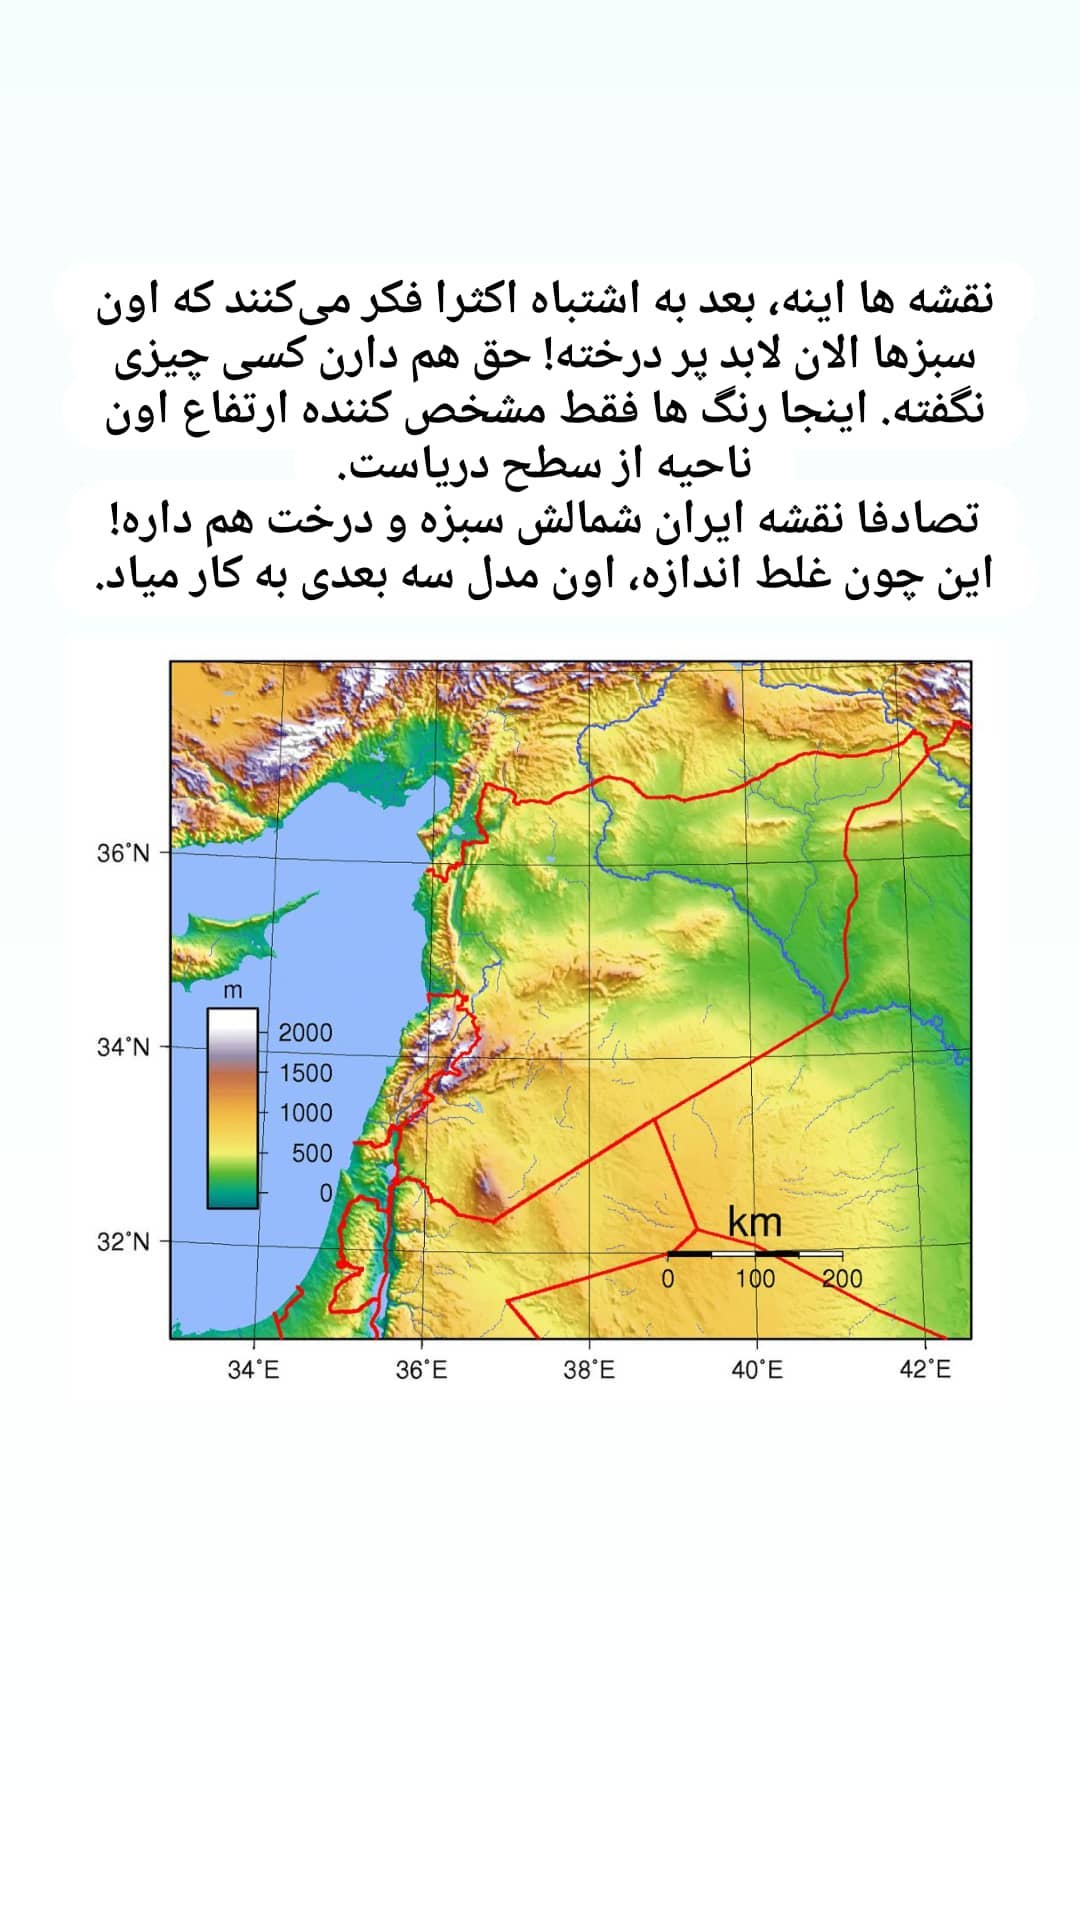 نقشه ها اینه، بعد به اشتباه اکثرا فکر می‌کنند که اون
سبزها الان لابد پر درخته! حق هم دارن کسی چیزی
نگفته. اینجا رنگ ها فقط مشخص کننده ارتفاع اون
ناحیه از سطح دریاست.
تصادفا نقشه ایران شمالش سبزه و درخت هم داره!
این چون غلط اندازه، اون مدل سه بعدی به کار میاد.
36°N
m
2000
34°N
1500
1000
500
0
km
32°N
0 100 200
34°E 36°E 38°E 40°E 42°E